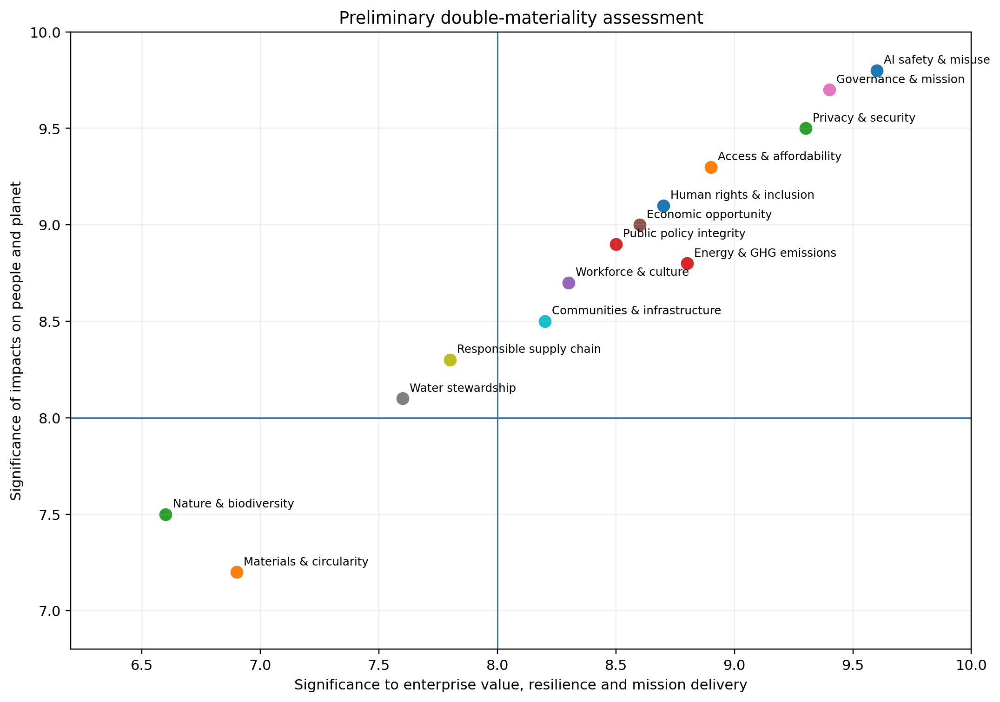 Preliminary double-materiality assessment
10.0
AI safety & misuse
Governance & mission
9.5
Privacy & security
Access & affordability
Human rights & inclusion
Economic opportunity
9.0
Public policy integrity
Energy & GHG emissions
Workforce & culture
8.5
Communities & infrastructure
Responsible supply chain
Water stewardship
8.0
Nature & biodiversity
7.5
Materials & circularity
7.0
6.5 7.0 7.5 8.0 8.5 9.0 9.5 10.0
Significance to enterprise value, resilience and mission delivery
Significance of impacts on people and planet